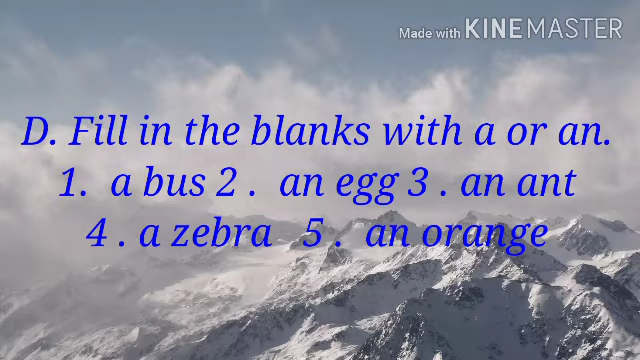 Made with KINEMASTER
D. Fill in the blanks with a or an.
1. a bus 2 . an egg 3 . an ant
4 . a zebra 5 . an orange